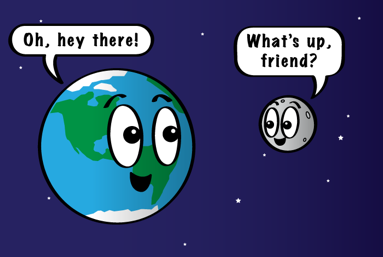 Oh, hey there!
What's up,
friend?